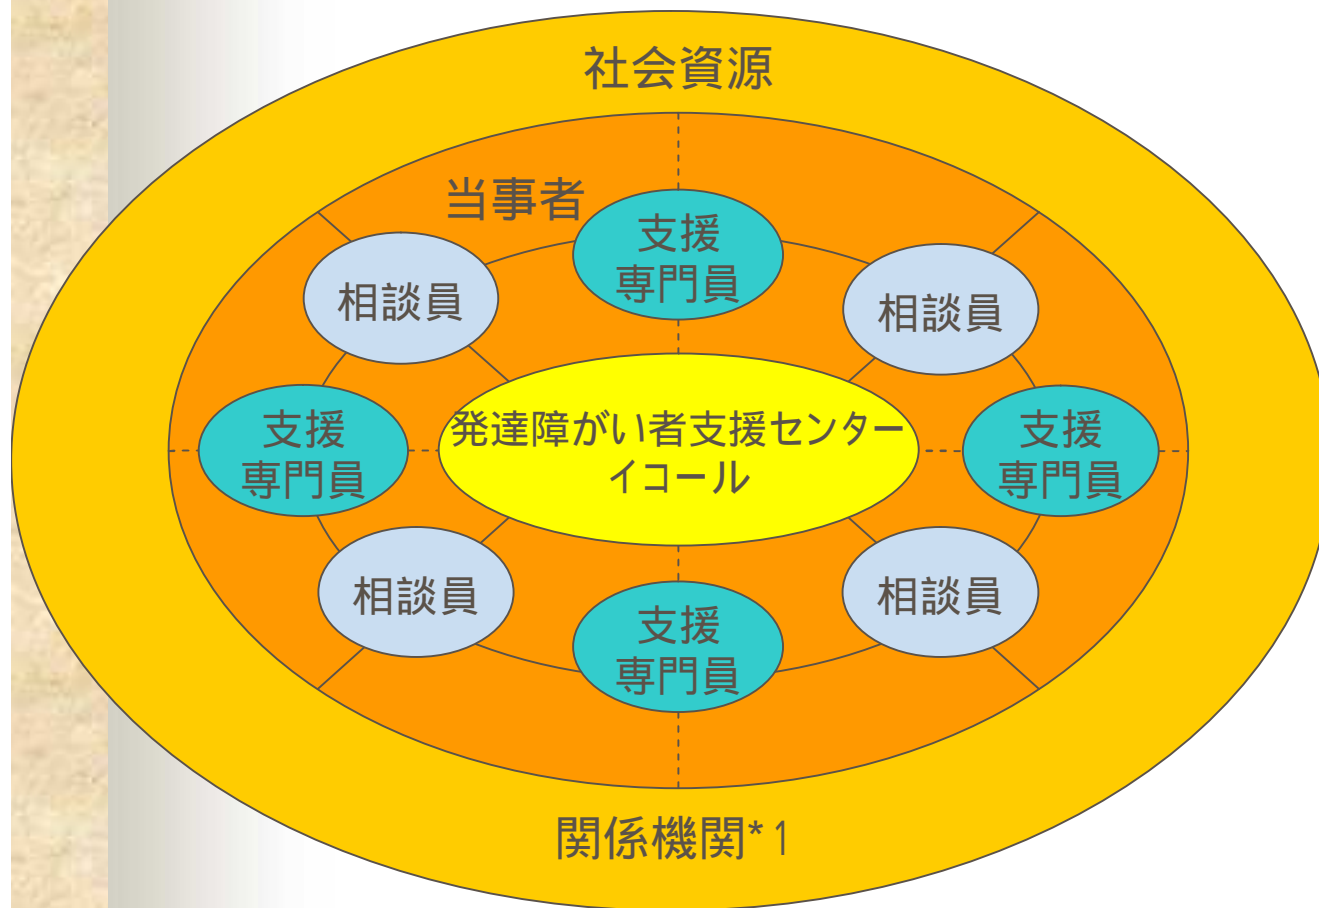 社会資源
当事者
支援
専門員
相談員
相談員
支援
専門員
発達障がい者支援センター
イコール
支援
専門員
相談員
相談員
支援
専門員
関係機関*1